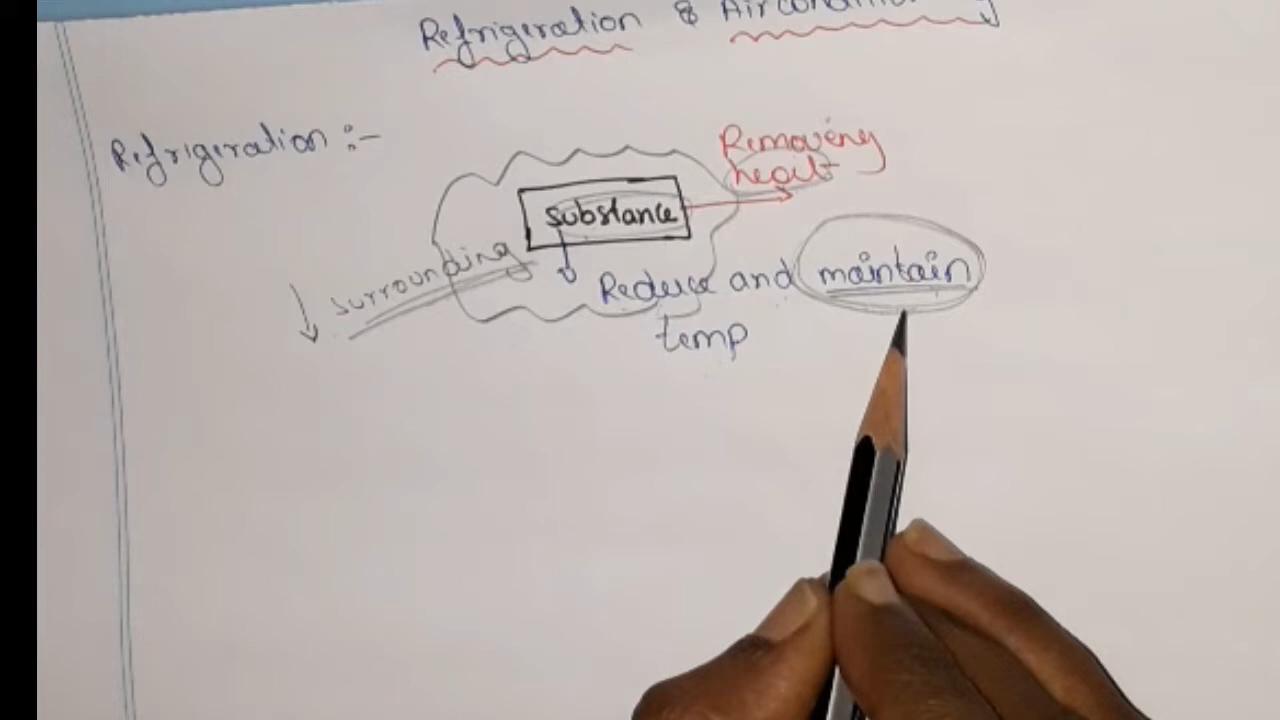 Refrigeration & Airconditioning
Refrigeration :-
Removing
heat
substance
surrounding
Reduce and maintain
temp